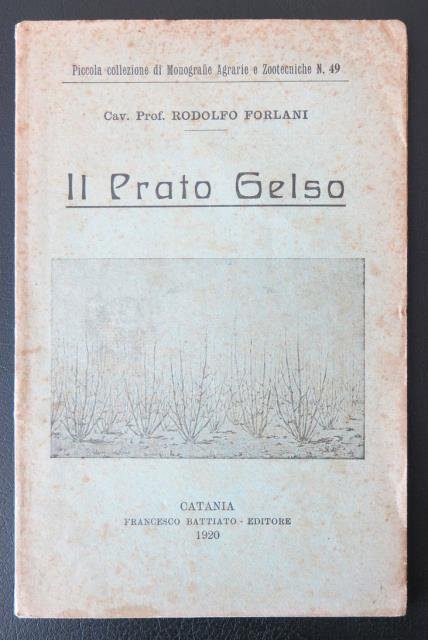 Piccola collezione di Monografie Agrarie e Zootecniche N. 49
Cav. Prof. RODOLFO FORLANI
Il Prato Gelso
CATANIA
FRANCESCO BATTIATO - EDITORE
1920